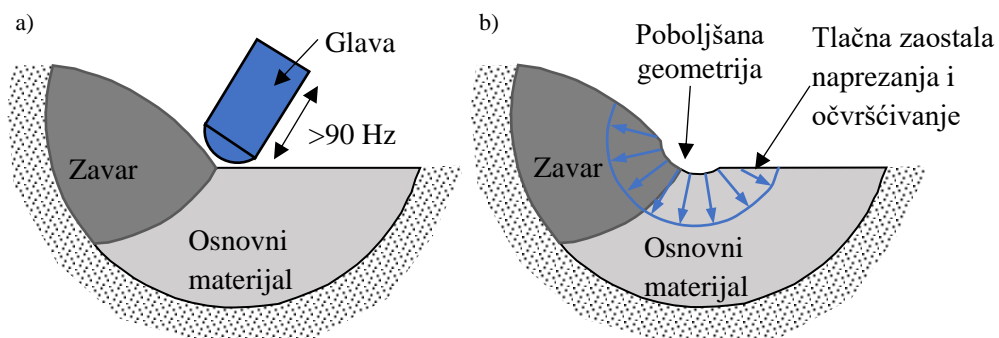 a)
Glava
>90 Hz
Zavar
Osnovni
materijal
b)
Poboljšana
geometrija
Tlačna zaostala
naprezanja i
očvršćivanje
Zavar
Osnovni
materijal